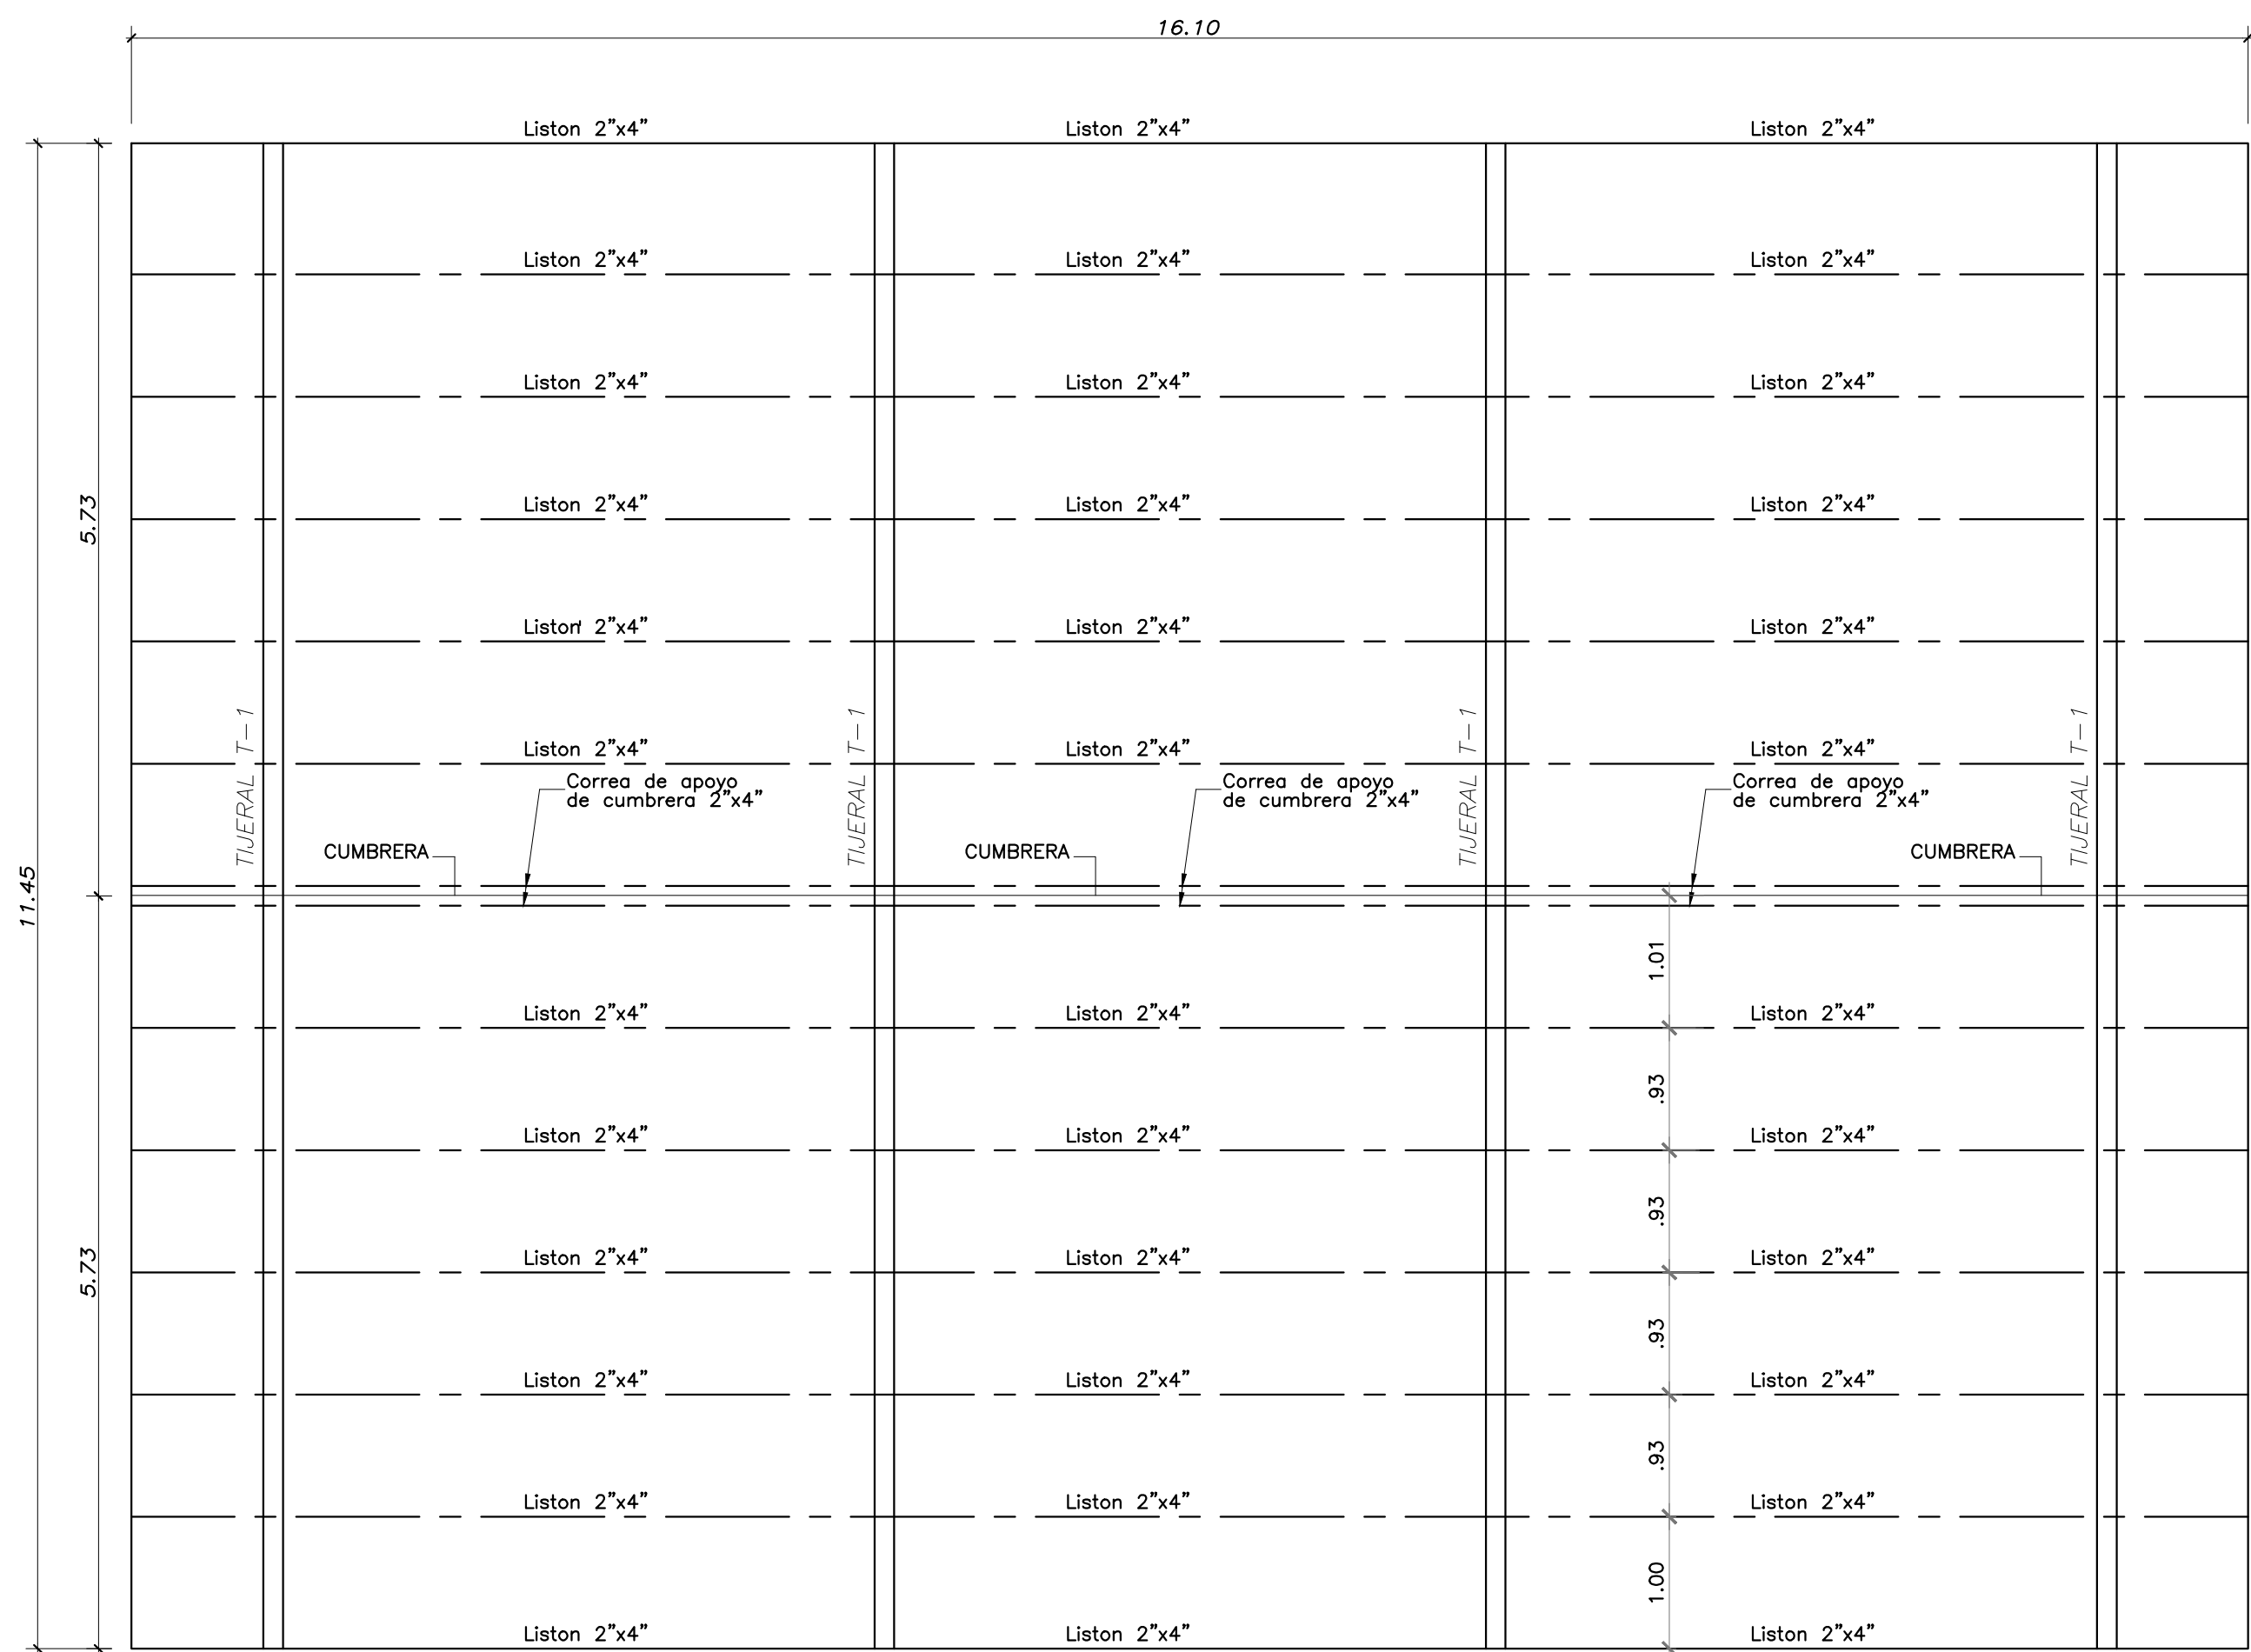 16.10
Liston 2"x4" Liston 2"x4" Liston 2"x4"
Liston 2"x4" Liston 2"x4" Liston 2"x4"
Liston 2"x4" Liston 2"x4" Liston 2"x4"
5.73
Liston 2"x4" Liston 2"x4" Liston 2"x4"
Liston 2"x4" Liston 2"x4" Liston 2"x4"
TIJERAL T-1
TIJERAL T-1
TIJERAL T-1
TIJERAL T-1
Liston 2"x4" Liston 2"x4" Liston 2"x4"
Correa de apoyo
de cumbrera 2"x4"
Correa de apoyo
de cumbrera 2"x4"
Correa de apoyo
de cumbrera 2"x4"
CUMBRERA CUMBRERA CUMBRERA
11.45
1.01
Liston 2"x4" Liston 2"x4" Liston 2"x4"
.93
Liston 2"x4" Liston 2"x4" Liston 2"x4"
.93
Liston 2"x4" Liston 2"x4" Liston 2"x4"
5.73
.93
Liston 2"x4" Liston 2"x4" Liston 2"x4"
.93
Liston 2"x4" Liston 2"x4" Liston 2"x4"
1.00
Liston 2"x4" Liston 2"x4" Liston 2"x4"